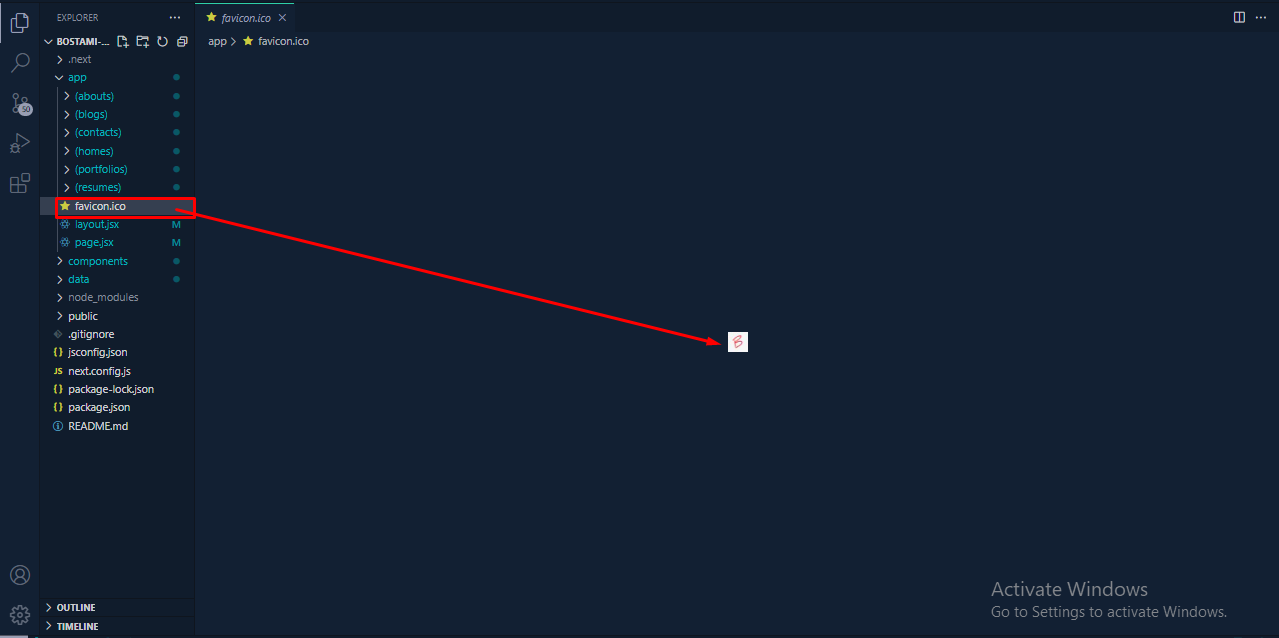 EXPLORER
BOSTAMI-...
.next
app
(abouts)
(blogs)
(contacts)
(homes)
(portfolios)
(resumes)
favicon.ico
layout.jsx M
page.jsx M
components
data
node_modules
public
.gitignore
{} jsconfig.json
JS next.config.js
{} package-lock.json
{} package.json
README.md
OUTLINE
TIMELINE
50
favicon.ico
app > favicon.ico
B
Activate Windows
Go to Settings to activate Windows.